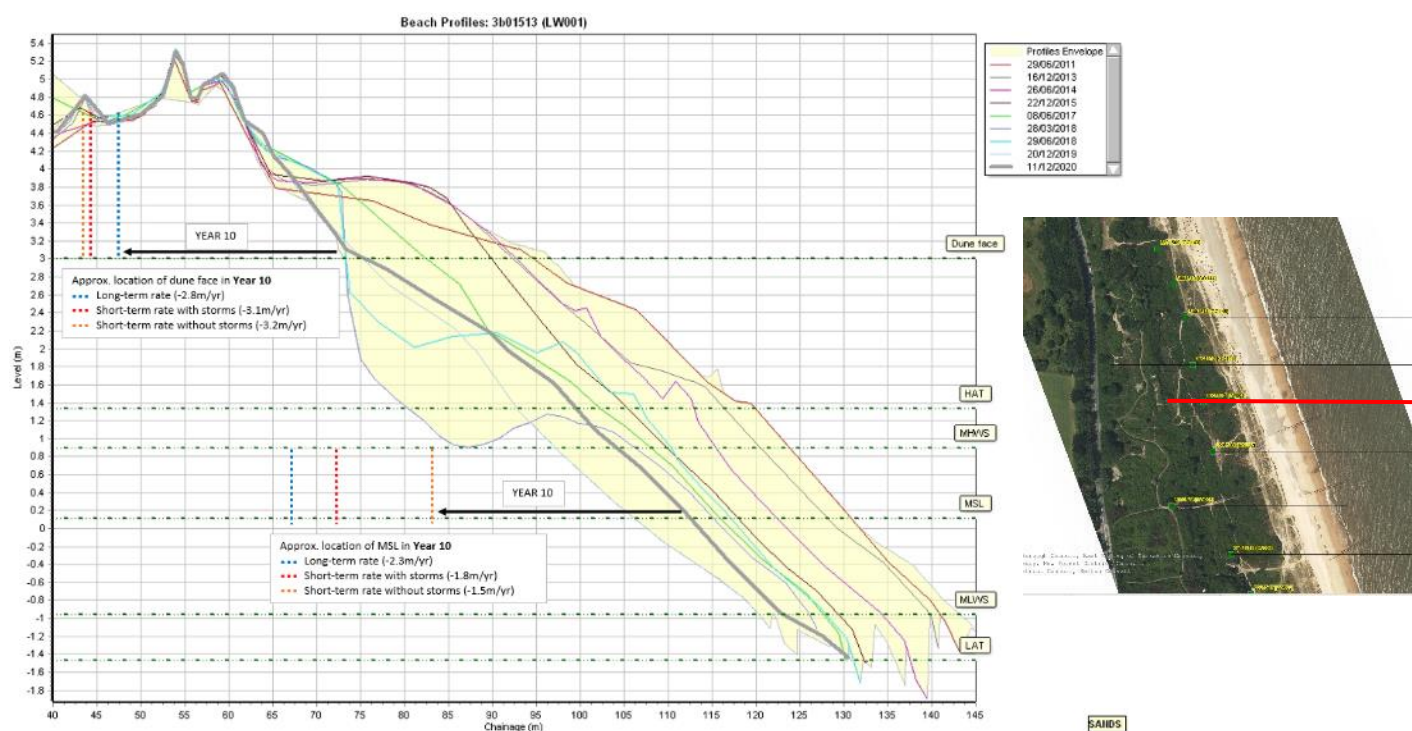 Beach Profiles: 3b01513 (LW001)
5.4
5.2
5
4.8
4.6
4.4
4.2
4
3.8
3.6
3.4
3.2
3
2.8
2.6
2.4
2.2
2
1.8
1.6
1.4
1.2
1
0.8
0.6
0.4
0.2
0
-0.2
-0.4
-0.6
-0.8
-1
-1.2
-1.4
-1.6
-1.8
Level (m)
Profiles Envelope
29/06/2011
16/12/2013
26/06/2014
22/12/2015
08/06/2017
28/03/2018
29/06/2018
20/12/2019
11/12/2020
YEAR 10
Dune face
Approx. location of dune face in Year 10
Long-term rate (-2.8m/yr)
Short-term rate with storms (-3.1m/yr)
Short-term rate without storms (-3.2m/yr)
HAT
MHWS
YEAR 10
MSL
Approx. location of MSL in Year 10
Long-term rate (-2.3m/yr)
Short-term rate with storms (-1.8m/yr)
Short-term rate without storms (-1.5m/yr)
MLWS
LAT
40 45 50 55 60 65 70 75 80 85 90 95 100 105 110 115 120 125 130 135 140 145
Chainage (m)
SANDS